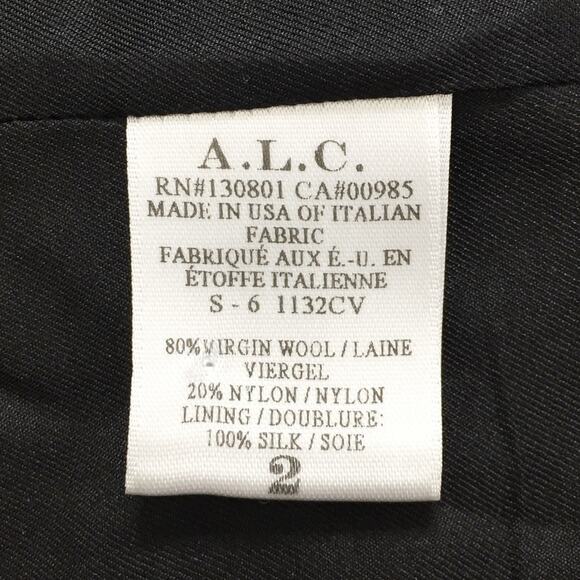 A.L.C.
RN#130801 CA#00985
MADE IN USA OF ITALIAN
FABRIC
FABRIQUÉ AUX É.-U. EN
ÉTOFFE ITALIENNE
S - 6 1132CV
80% VIRGIN WOOL / LAINE
VIERGEL
20% NYLON / NYLON
LINING / DOUBLURE:
100% SILK / SOIE
2